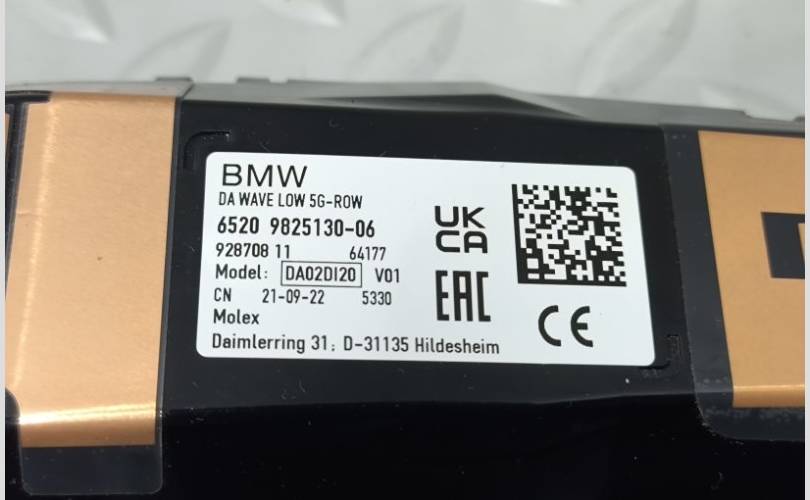 BMW
DA WAVE LOW 5G-ROW
6520 9825130-06
928708 11 64177
Model: DA02DI20 V01
CN 21-09-22 5330
Molex
Daimlerring 31; D-31135 Hildesheim
UK
CA
EAC
CE